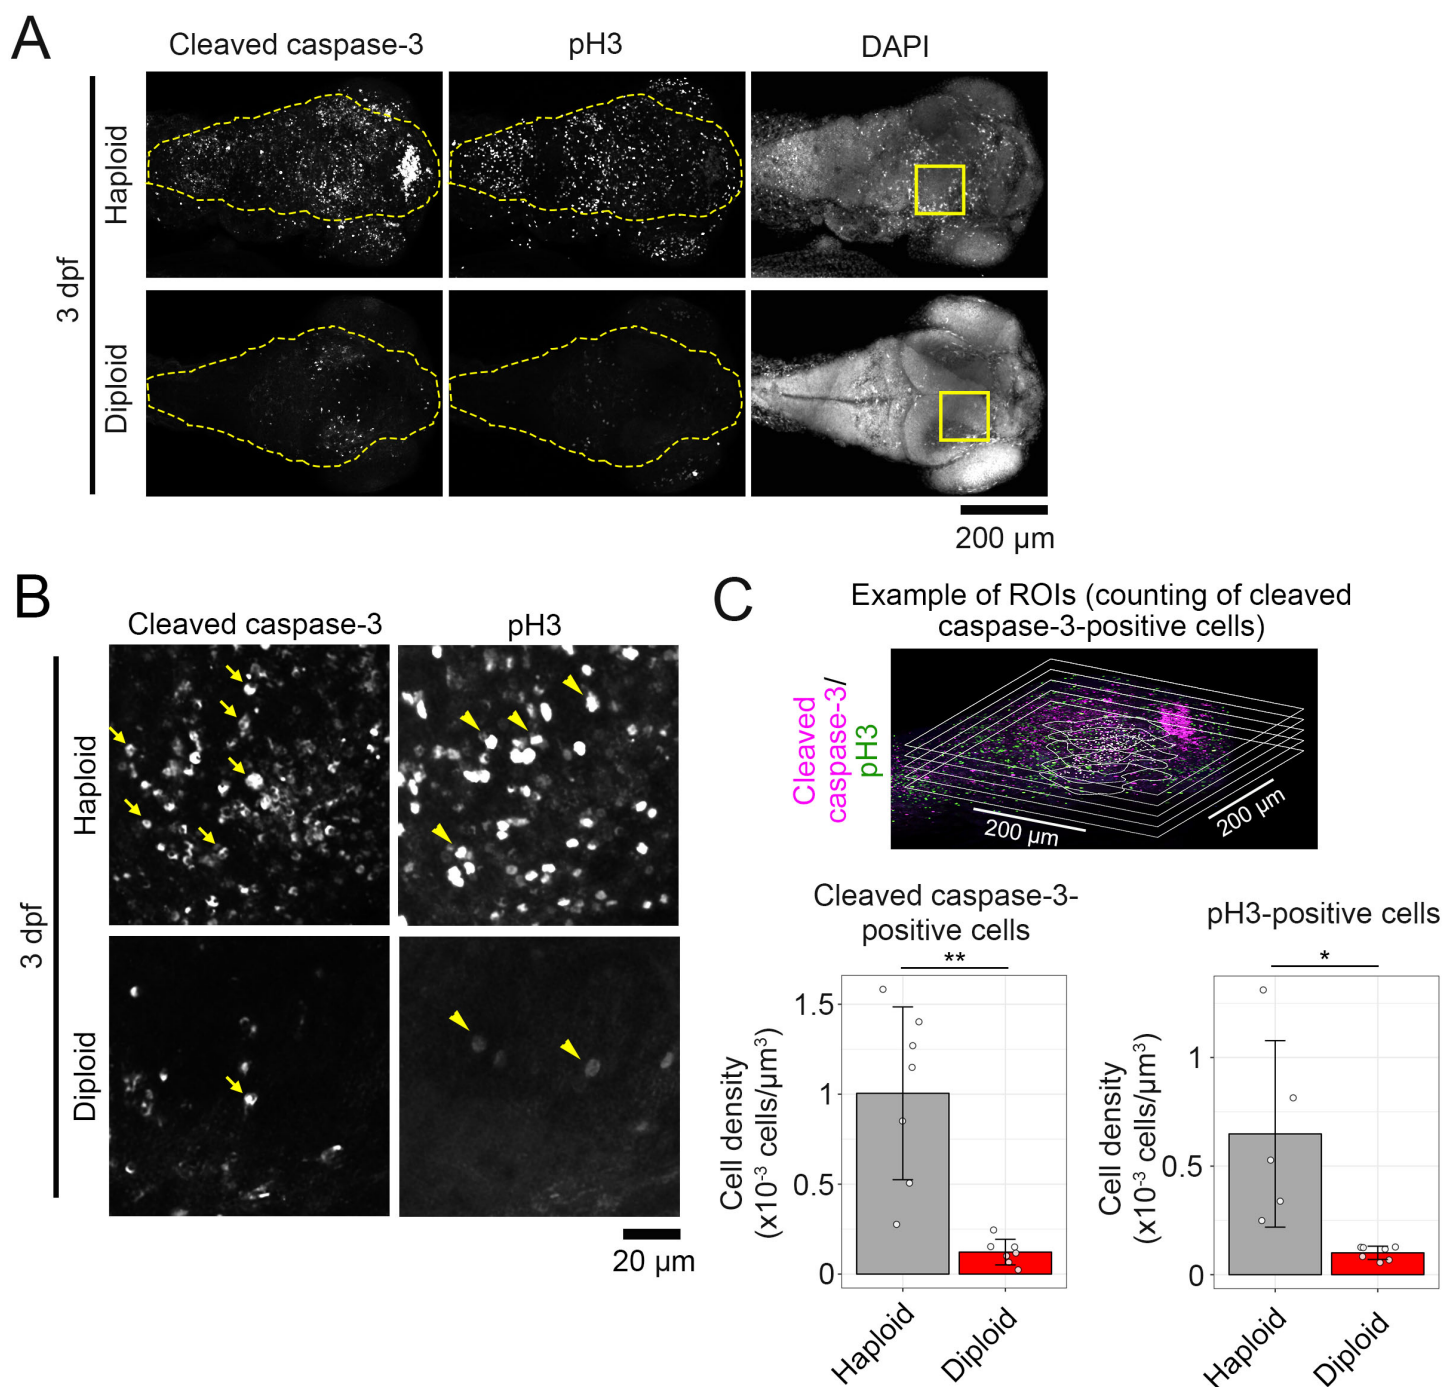 A
Cleaved caspase-3
pH3
DAPI
3 dpf
Haploid
Diploid
200 µm
B
Cleaved caspase-3
pH3
3 dpf
Haploid
Diploid
20 µm
C
Example of ROIs (counting of cleaved
caspase-3-positive cells)
Cleaved
caspase-3/
pH3
200 µm
200 µm
Cleaved caspase-3-
positive cells
**
Cell density
(x10⁻³ cells/µm³)
1.5
1
0.5
0
Haploid
Diploid
pH3-positive cells
*
Cell density
(x10⁻³ cells/µm³)
1
0.5
0
Haploid
Diploid